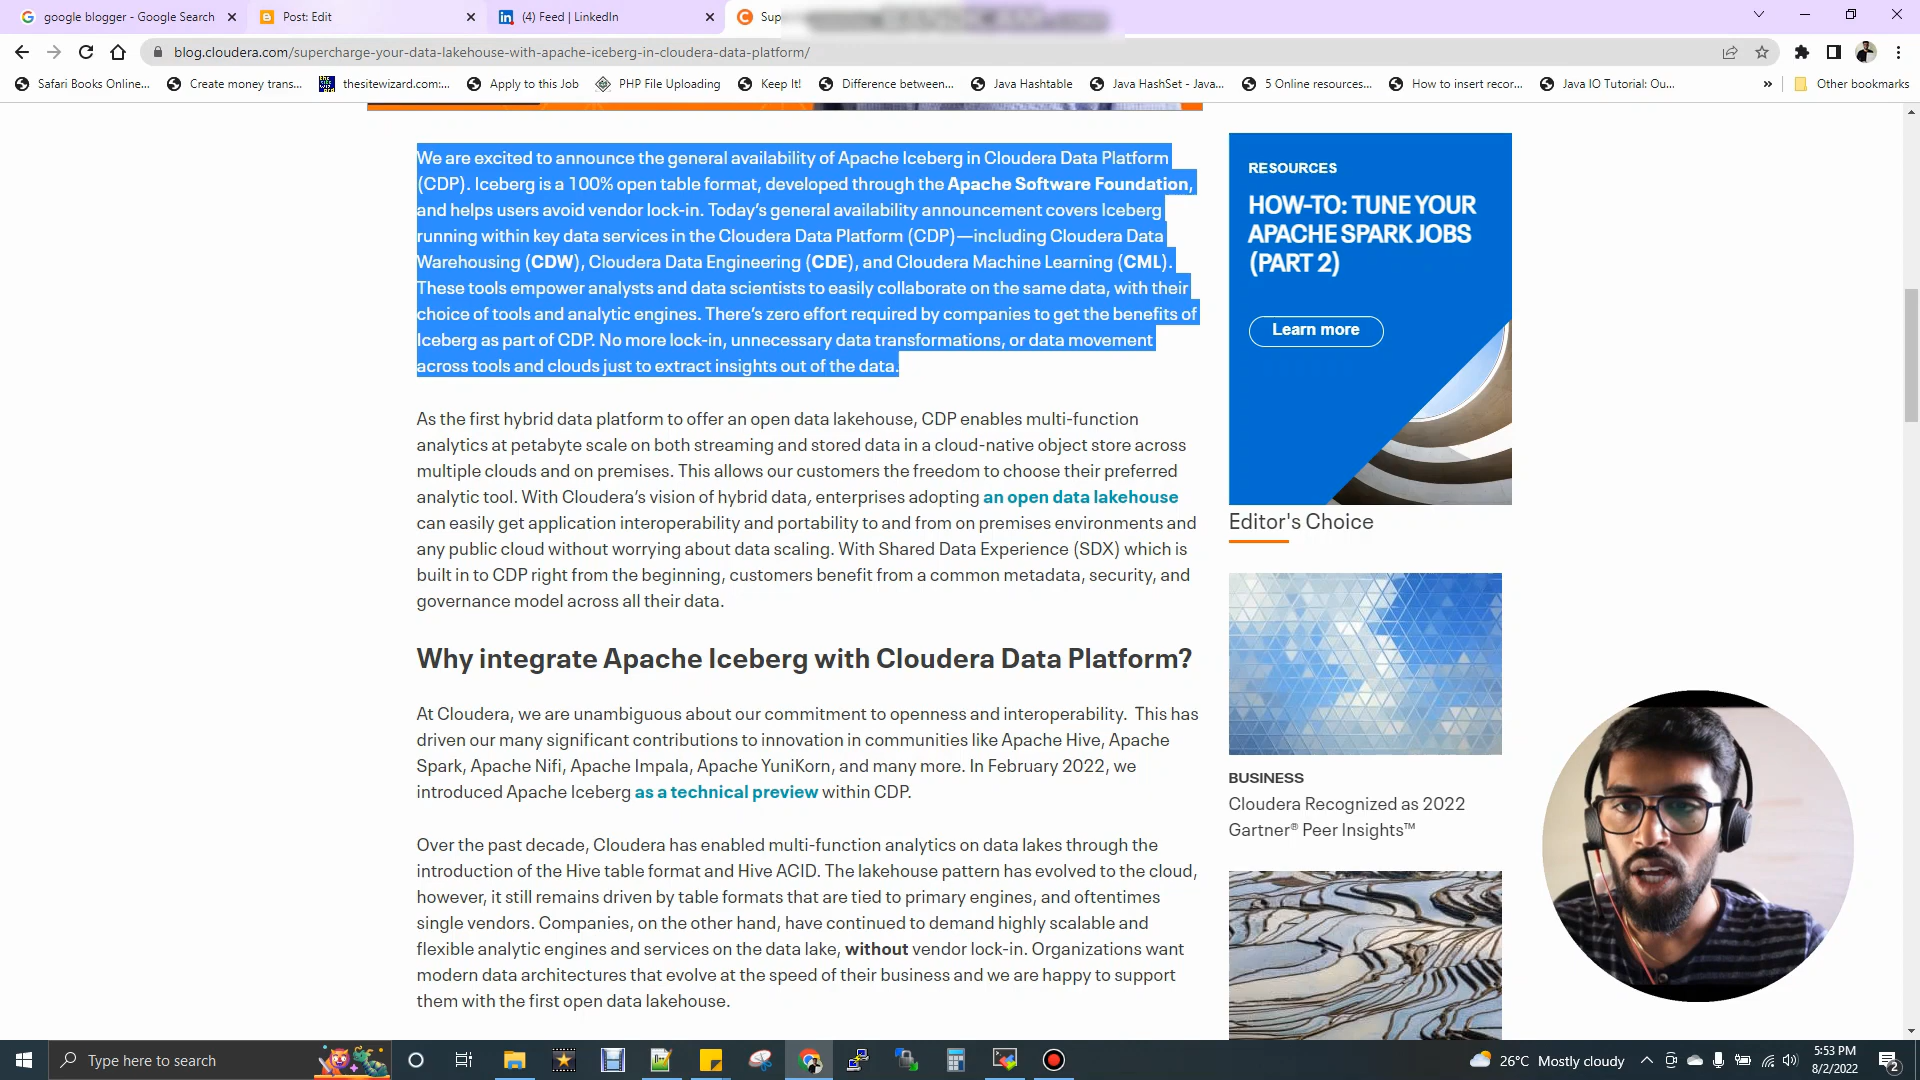 google blogger - Google Search
Post: Edit
(4) Feed | LinkedIn
Sup
blog.cloudera.com/supercharge-your-data-lakehouse-with-apache-iceberg-in-cloudera-data-platform/
Safari Books Online...
Create money trans...
thesitewizard.com:...
Apply to this Job
PHP File Uploading
Keep It!
Difference between...
Java Hashtable
Java HashSet - Java...
5 Online resources...
How to insert recor...
Java IO Tutorial: Ou...
»
Other bookmarks
We are excited to announce the general availability of Apache Iceberg in Cloudera Data Platform
(CDP). Iceberg is a 100% open table format, developed through the Apache Software Foundation,
and helps users avoid vendor lock-in. Today’s general availability announcement covers Iceberg
running within key data services in the Cloudera Data Platform (CDP)—including Cloudera Data
Warehousing (CDW), Cloudera Data Engineering (CDE), and Cloudera Machine Learning (CML).
These tools empower analysts and data scientists to easily collaborate on the same data, with their
choice of tools and analytic engines. There’s zero effort required by companies to get the benefits of
Iceberg as part of CDP. No more lock-in, unnecessary data transformations, or data movement
across tools and clouds just to extract insights out of the data.
As the first hybrid data platform to offer an open data lakehouse, CDP enables multi-function
analytics at petabyte scale on both streaming and stored data in a cloud-native object store across
multiple clouds and on premises. This allows our customers the freedom to choose their preferred
analytic tool. With Cloudera’s vision of hybrid data, enterprises adopting an open data lakehouse
can easily get application interoperability and portability to and from on premises environments and
any public cloud without worrying about data scaling. With Shared Data Experience (SDX) which is
built in to CDP right from the beginning, customers benefit from a common metadata, security, and
governance model across all their data.
Why integrate Apache Iceberg with Cloudera Data Platform?
At Cloudera, we are unambiguous about our commitment to openness and interoperability.  This has
driven our many significant contributions to innovation in communities like Apache Hive, Apache
Spark, Apache Nifi, Apache Impala, Apache YuniKorn, and many more. In February 2022, we
introduced Apache Iceberg as a technical preview within CDP.
Over the past decade, Cloudera has enabled multi-function analytics on data lakes through the
introduction of the Hive table format and Hive ACID. The lakehouse pattern has evolved to the cloud,
however, it still remains driven by table formats that are tied to primary engines, and oftentimes
single vendors. Companies, on the other hand, have continued to demand highly scalable and
flexible analytic engines and services on the data lake, without vendor lock-in. Organizations want
modern data architectures that evolve at the speed of their business and we are happy to support
them with the first open data lakehouse.
RESOURCES
HOW-TO: TUNE YOUR
APACHE SPARK JOBS
(PART 2)
Learn more
Editor's Choice
BUSINESS
Cloudera Recognized as 2022
Gartner® Peer Insights™
Type here to search
26°C Mostly cloudy
5:53 PM
8/2/2022
2